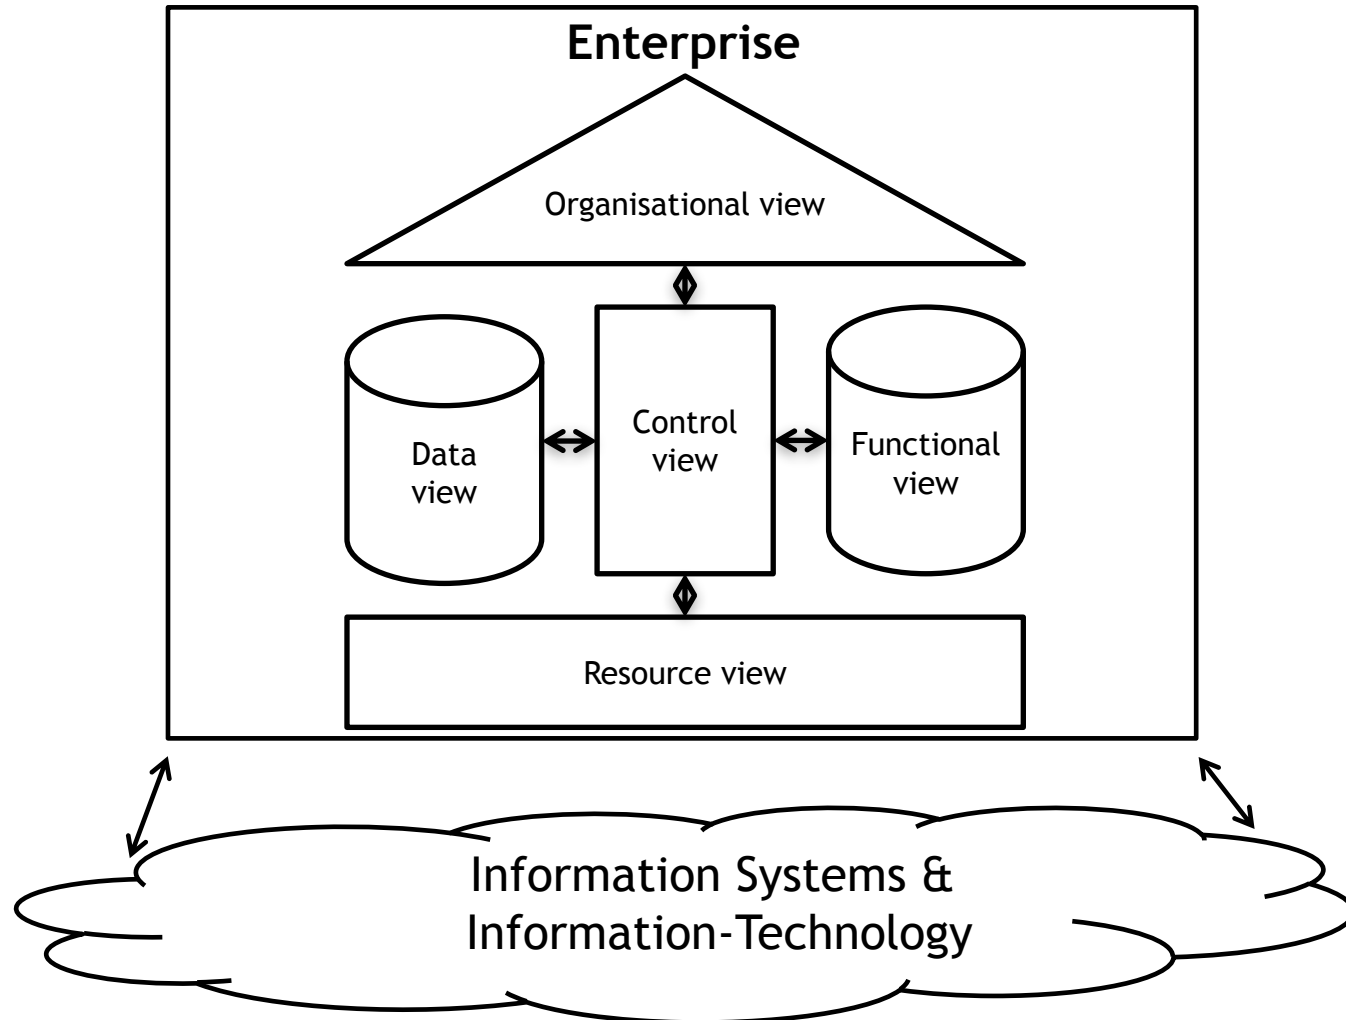 Enterprise
Organisational view
Data
view
Control
view
Functional
view
Resource view
Information Systems &
Information-Technology